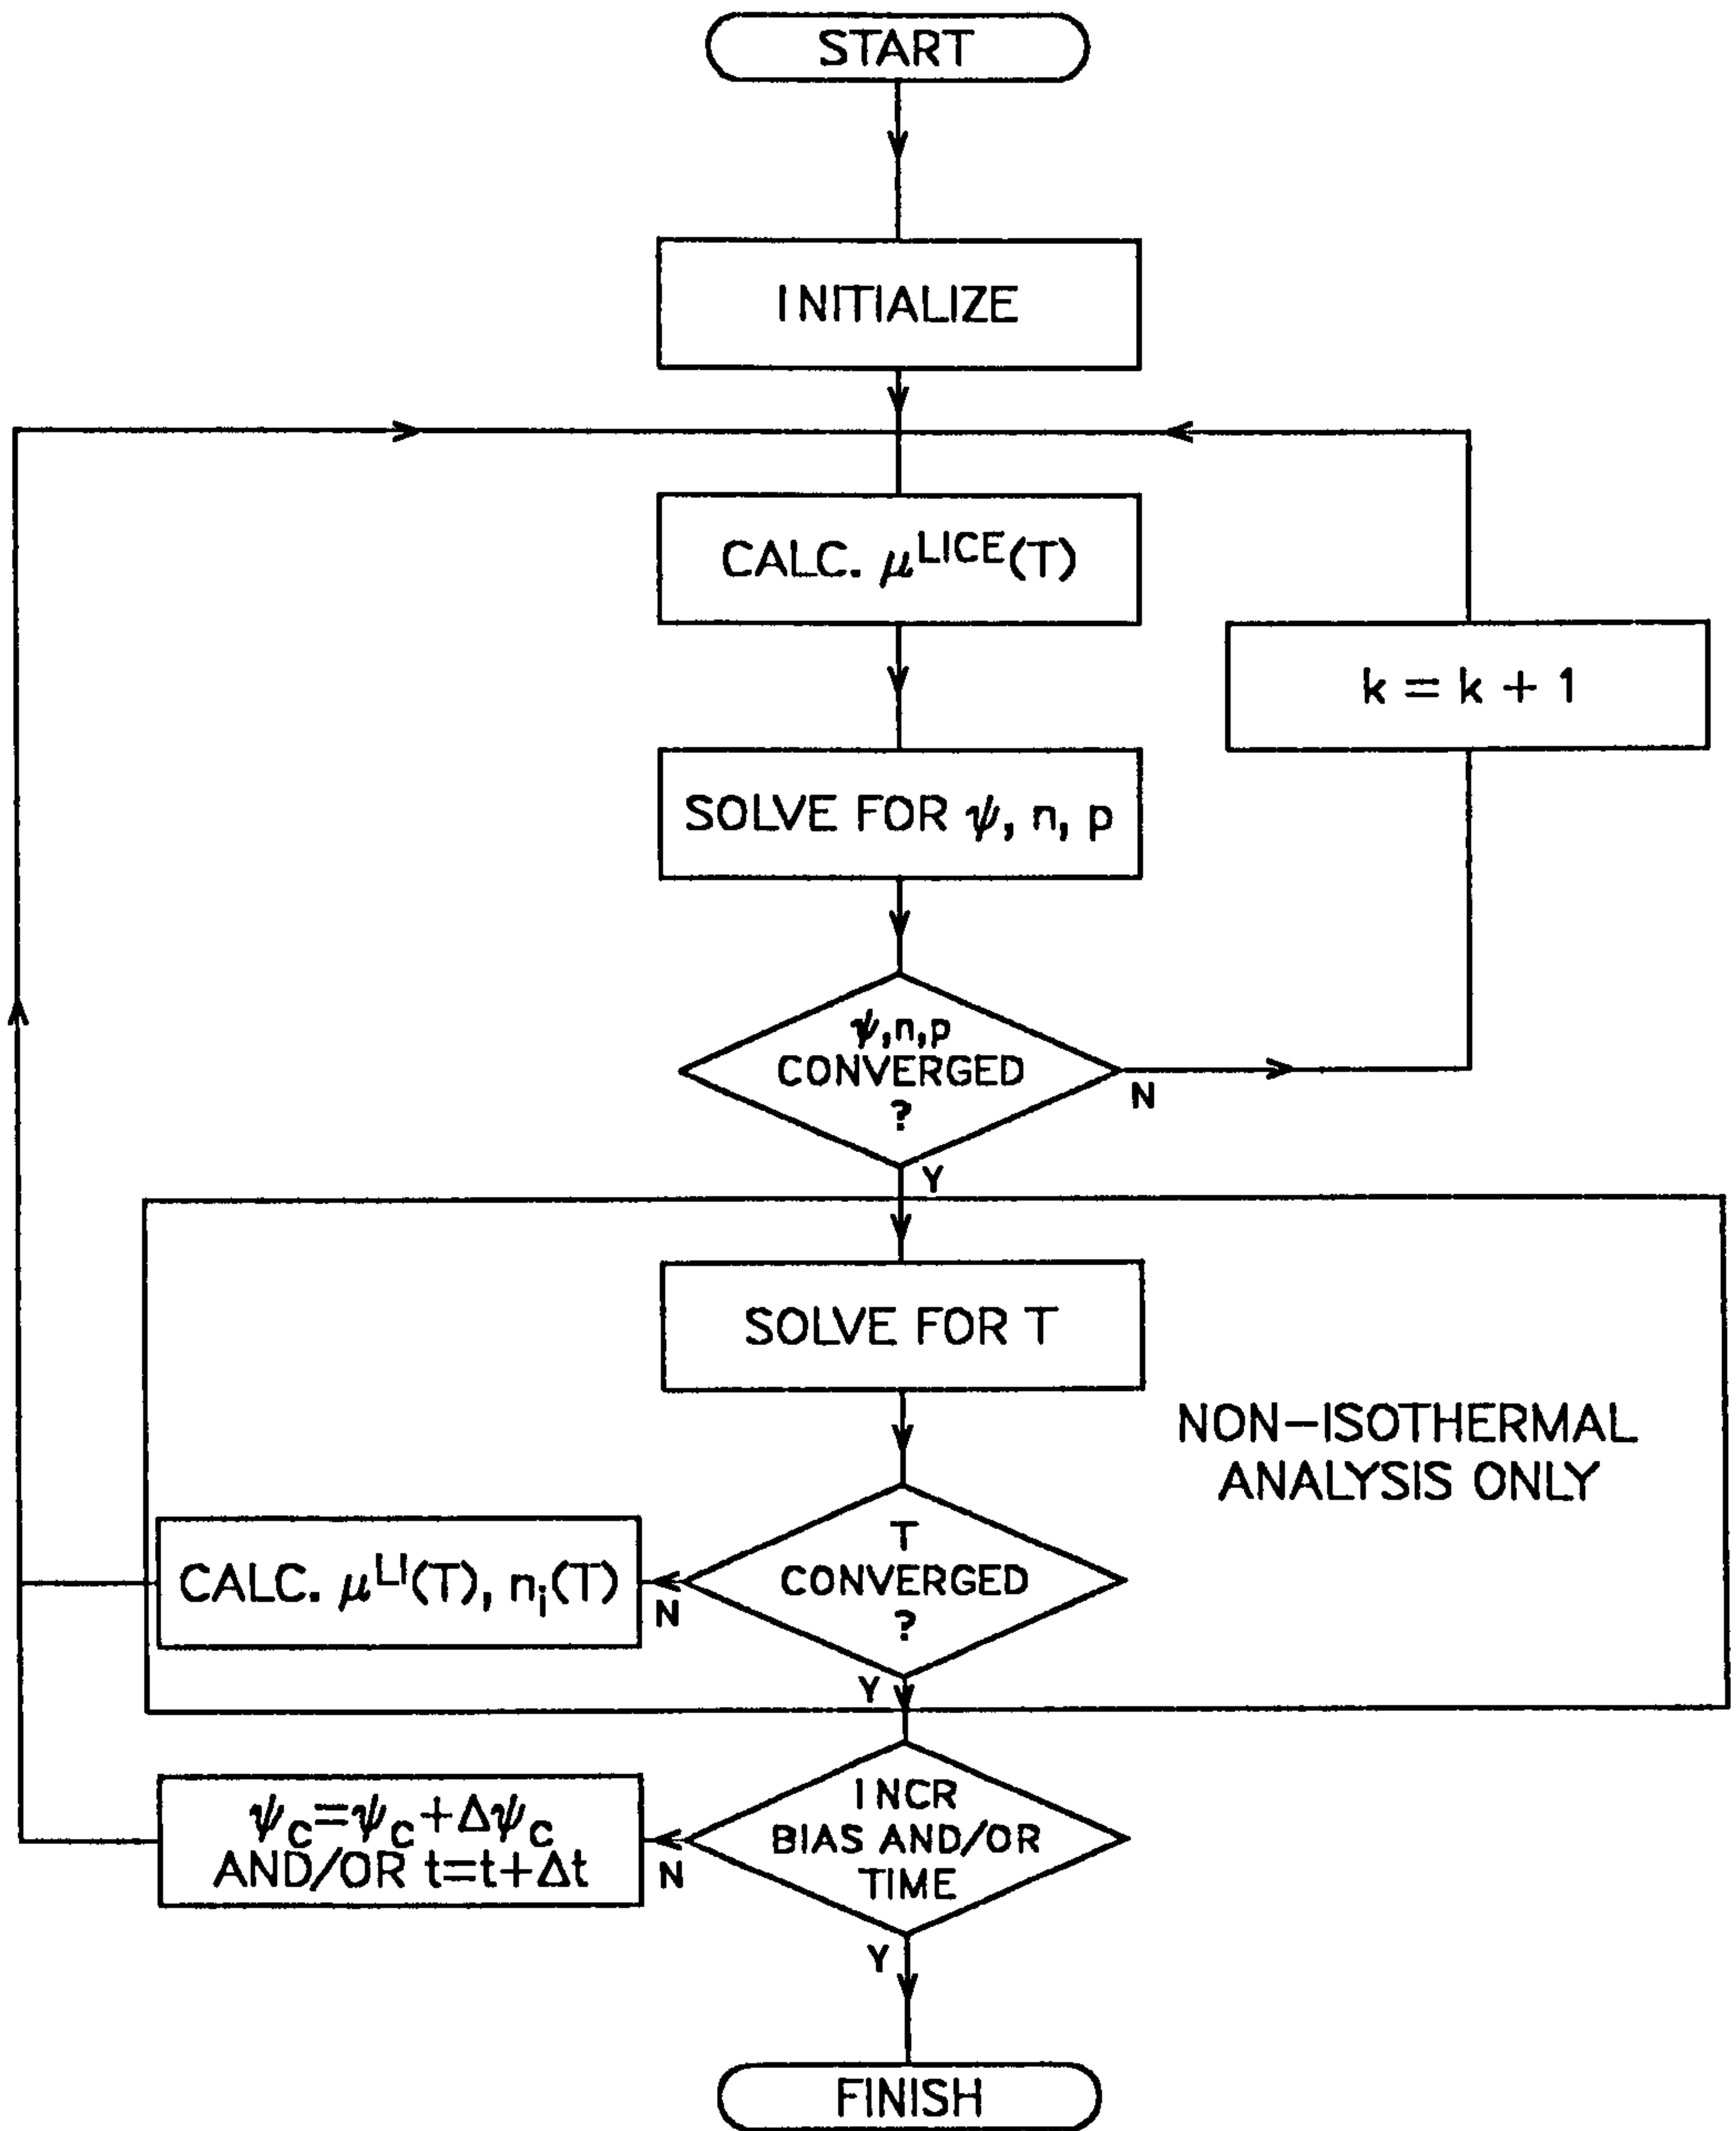 START
INITIALIZE
CALC. μ^LICE(T)
k = k + 1
SOLVE FOR ψ, n, p
ψ,n,p
CONVERGED
?
N
Y
SOLVE FOR T
NON-ISOTHERMAL
ANALYSIS ONLY
T
CONVERGED
?
N
CALC. μ^LI(T), n_i(T)
Y
INCR
BIAS AND/OR
TIME
N
ψ_c=ψ_c+Δψ_c
AND/OR t=t+Δt
Y
FINISH